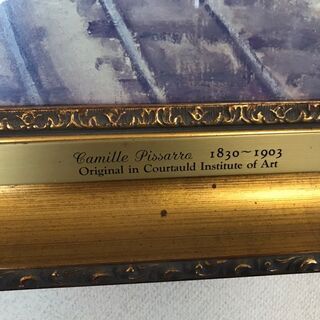 Camille Pissarro 1830~1903
Original in Courtauld Institute of Art